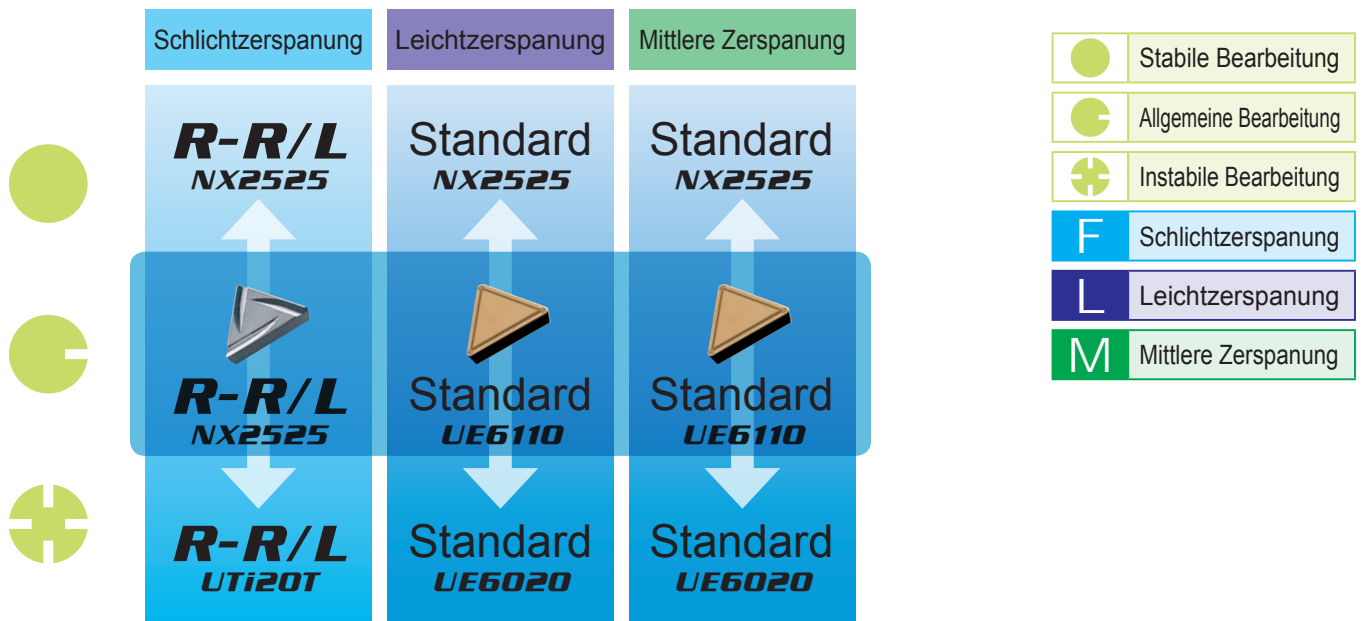 Schlichtzerspanung
Leichtzerspanung
Mittlere Zerspanung
R-R/L
NX2525
Standard
NX2525
Standard
NX2525
R-R/L
NX2525
Standard
UE6110
Standard
UE6110
R-R/L
UTi20T
Standard
UE6020
Standard
UE6020
Stabile Bearbeitung
Allgemeine Bearbeitung
Instabile Bearbeitung
F Schlichtzerspanung
L Leichtzerspanung
M Mittlere Zerspanung